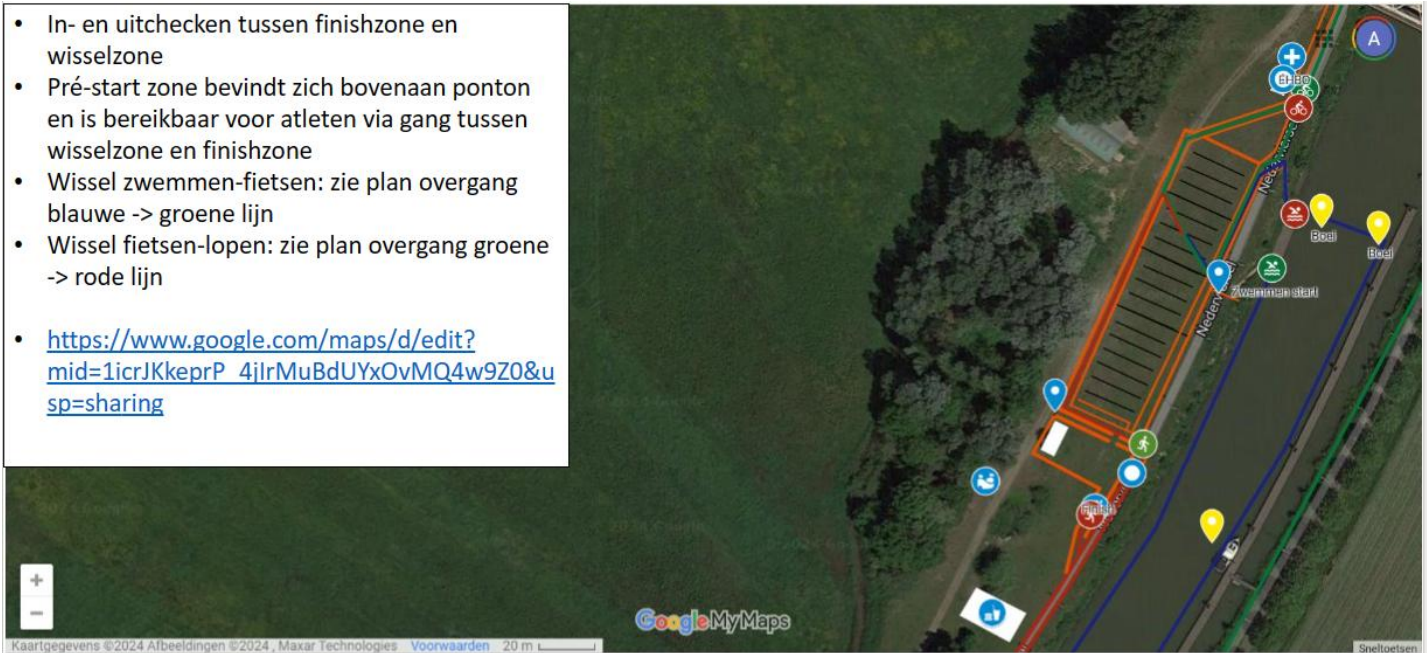 • In- en uitchecken tussen finishzone en
wisselzone
• Pré-start zone bevindt zich bovenaan ponton
en is bereikbaar voor atleten via gang tussen
wisselzone en finishzone
• Wissel zwemmen-fietsen: zie plan overgang
blauwe -> groene lijn
• Wissel fietsen-lopen: zie plan overgang groene
-> rode lijn
• https://www.google.com/maps/d/edit?
mid=1icrJKkeprP_4jIrMuBdUYxOvMQ4w9Z0&u
sp=sharing
A
EHBO
Boei
Boei
Zwemmen start
Finish
Google MyMaps
Kaartgegevens ©2024 Afbeeldingen ©2024 , Maxar Technologies Voorwaarden 20 m
Sneltoetsen